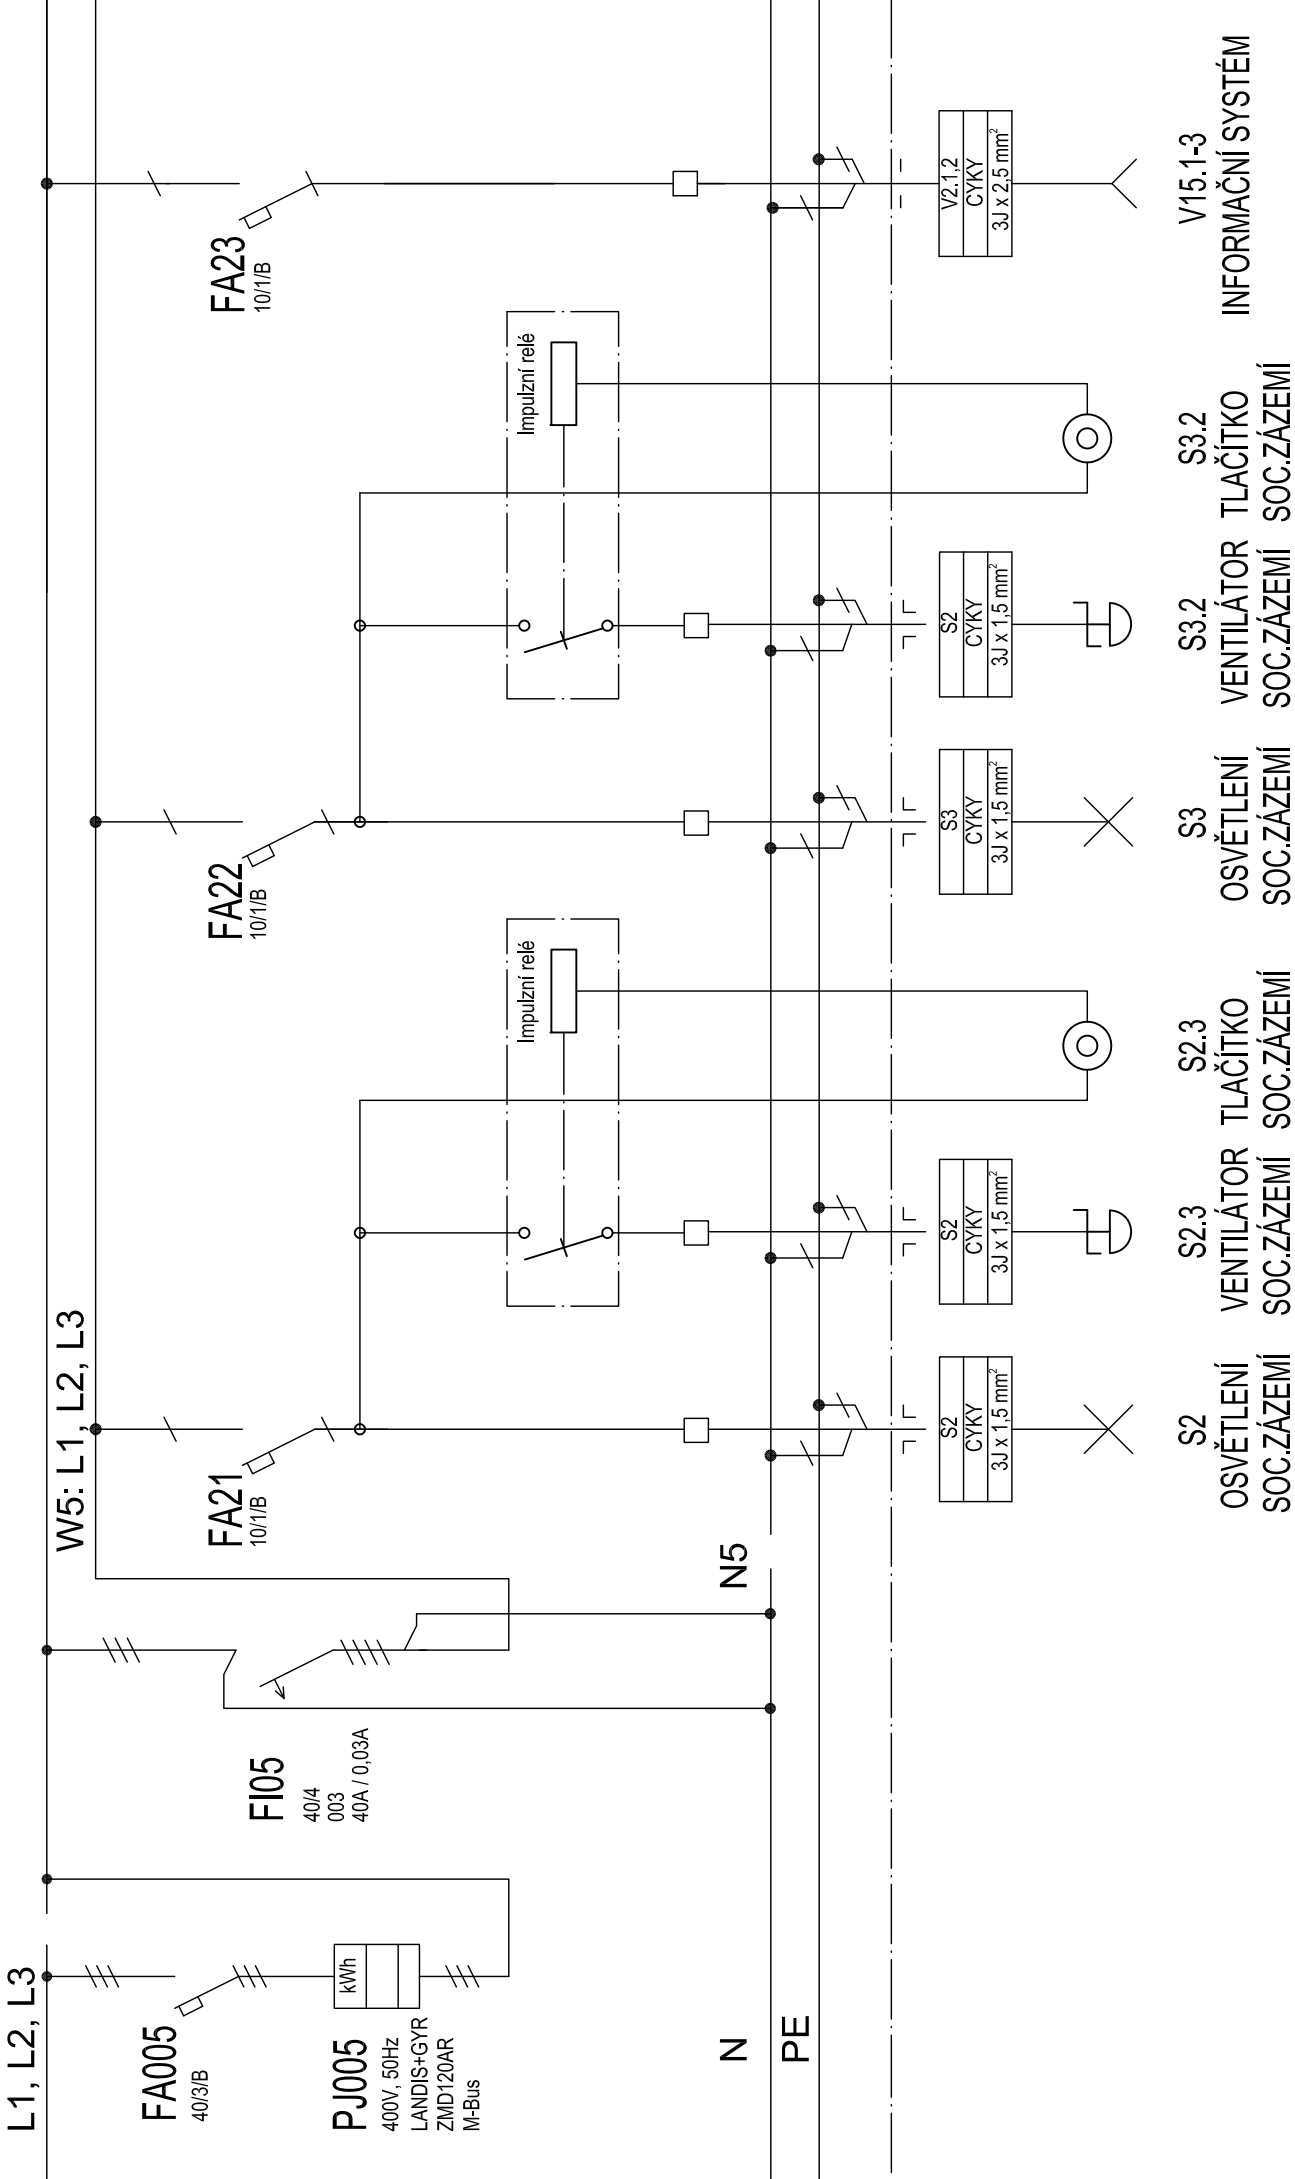 L1, L2, L3
FA005
40/3/B
PJ005
400V, 50Hz
LANDIS+GYR
ZMD120AR
M-Bus
kWh
N
PE
FI05
40/4
003
40A / 0,03A
N5
W5: L1, L2, L3
FA21
10/1/B
S2
CYKY
3J x 1,5 mm²
S2
OSVĚTLENÍ
SOC.ZÁZEMÍ
S2
CYKY
3J x 1,5 mm²
S2.3
VENTILÁTOR
SOC.ZÁZEMÍ
Impulzní relé
S2.3
TLAČÍTKO
SOC.ZÁZEMÍ
FA22
10/1/B
S3
CYKY
3J x 1,5 mm²
S3
OSVĚTLENÍ
SOC.ZÁZEMÍ
S2
CYKY
3J x 1,5 mm²
S3.2
VENTILÁTOR
SOC.ZÁZEMÍ
Impulzní relé
S3.2
TLAČÍTKO
SOC.ZÁZEMÍ
FA23
10/1/B
V2.1,2
CYKY
3J x 2,5 mm²
V15.1-3
INFORMAČNÍ SYSTÉM